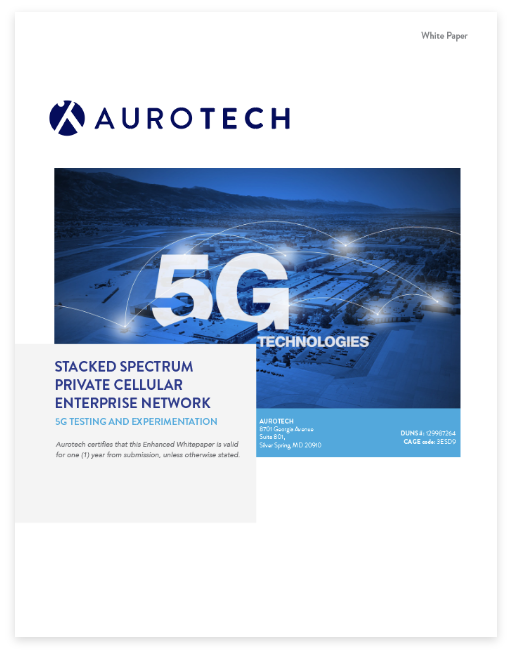 White Paper
AUROTECH
5G
TECHNOLOGIES
STACKED SPECTRUM
PRIVATE CELLULAR
ENTERPRISE NETWORK
5G TESTING AND EXPERIMENTATION
Aurotech certifies that this Enhanced Whitepaper is valid
for one (1) year from submission, unless otherwise stated.
AUROTECH
8701 Georgia Avenue
Suite 801,
Silver Spring, MD 20910
DUNS #: 129987264
CAGE code: 3ESD9